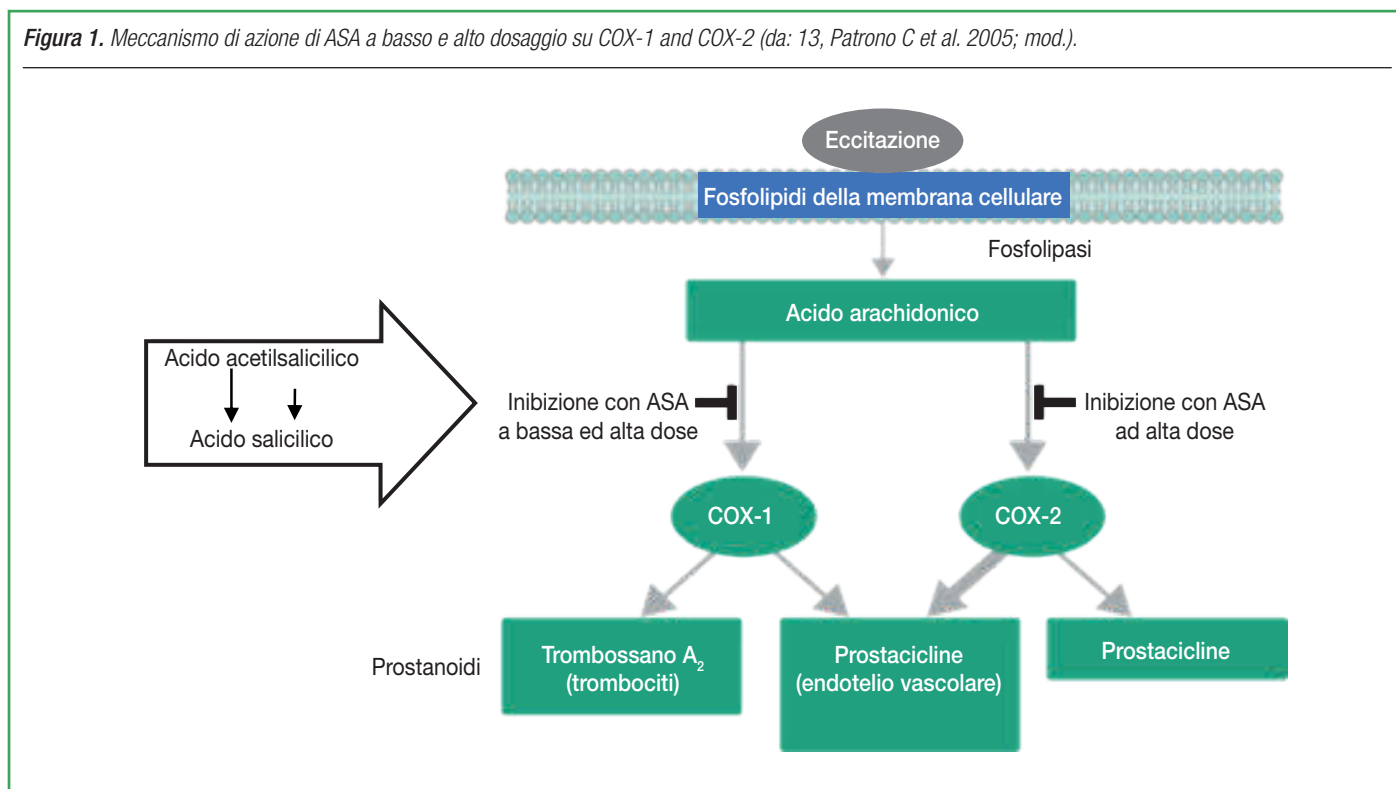 Figura 1. Meccanismo di azione di ASA a basso e alto dosaggio su COX-1 and COX-2 (da: 13, Patrono C et al. 2005; mod.).
Eccitazione
Fosfolipidi della membrana cellulare
Fosfolipasi
Acido arachidonico
Acido acetilsalicilico
Acido salicilico
Inibizione con ASA
a bassa ed alta dose
Inibizione con ASA
ad alta dose
COX-1
COX-2
Prostanoidi
Trombossano A₂
(trombociti)
Prostacicline
(endotelio vascolare)
Prostacicline